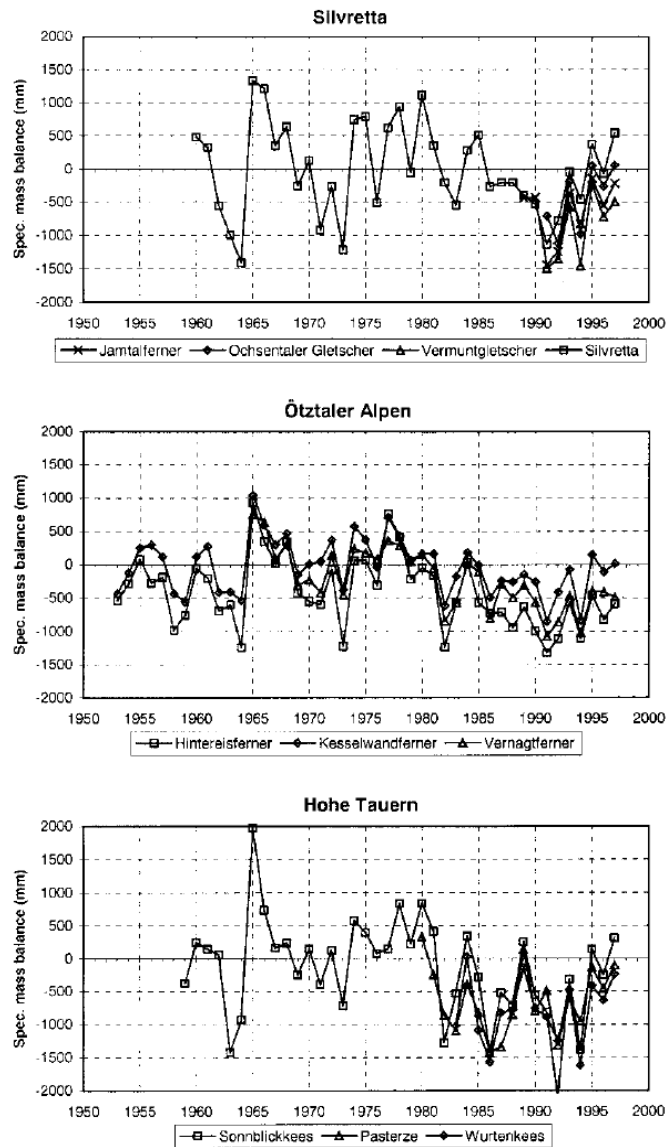 Silvretta
Spec. mass balance (mm)
2000
1500
1000
500
0
-500
-1000
-1500
-2000
1950 1955 1960 1965 1970 1975 1980 1985 1990 1995 2000
Jamtalferner Ochsentaler Gletscher Vermuntgletscher Silvretta
Ötztaler Alpen
Spec. mass balance (mm)
2000
1500
1000
500
0
-500
-1000
-1500
-2000
1950 1955 1960 1965 1970 1975 1980 1985 1990 1995 2000
Hintereisferner Kesselwandferner Vernagtferner
Hohe Tauern
Spec. mass balance (mm)
2000
1500
1000
500
0
-500
-1000
-1500
-2000
1950 1955 1960 1965 1970 1975 1980 1985 1990 1995 2000
Sonnblickkees Pasterze Wurtenkees